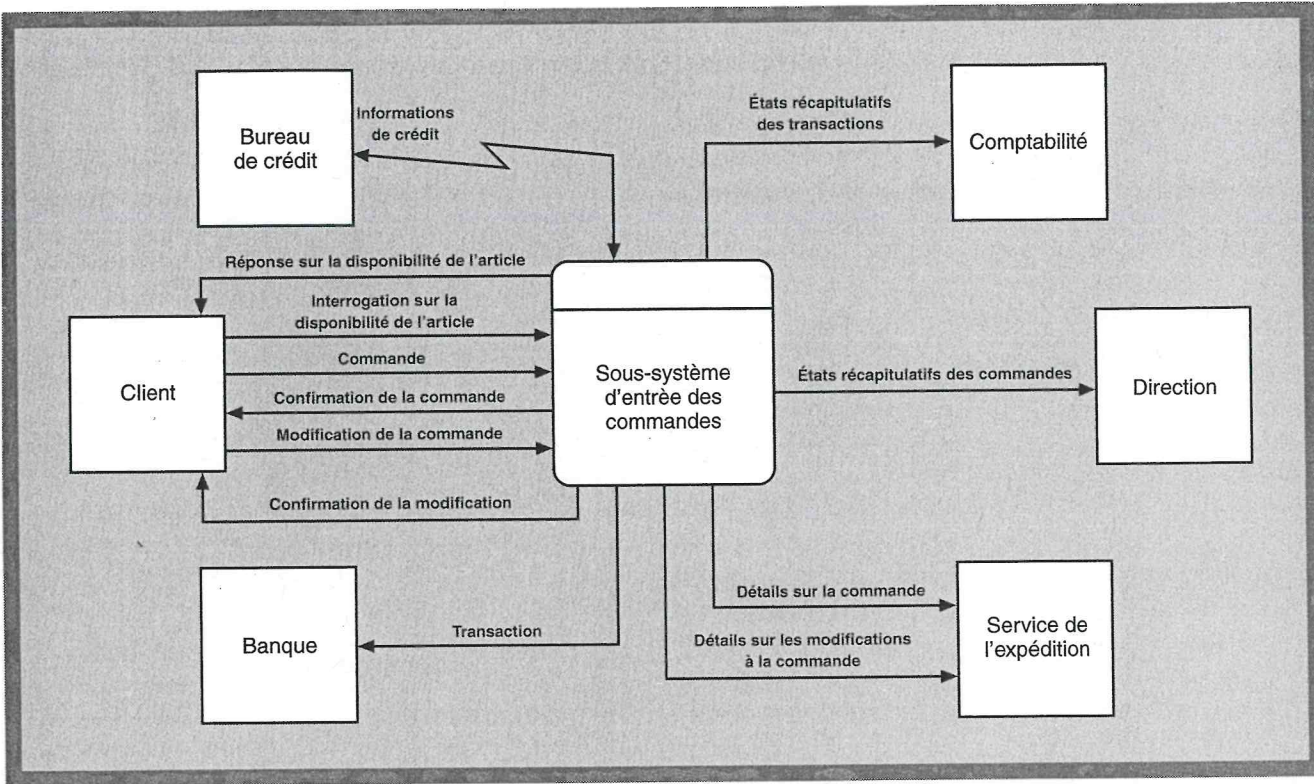 Bureau
de crédit
Informations
de crédit
États récapitulatifs
des transactions
Comptabilité
Réponse sur la disponibilité de l'article
Interrogation sur la
disponibilité de l'article
Commande
Client
Confirmation de la commande
Modification de la commande
Confirmation de la modification
Sous-système
d'entrèe des
commandes
États récapitulatifs des commandes
Direction
Banque
Transaction
Détails sur la commande
Détails sur les modifications
à la commande
Service de
l'expédition